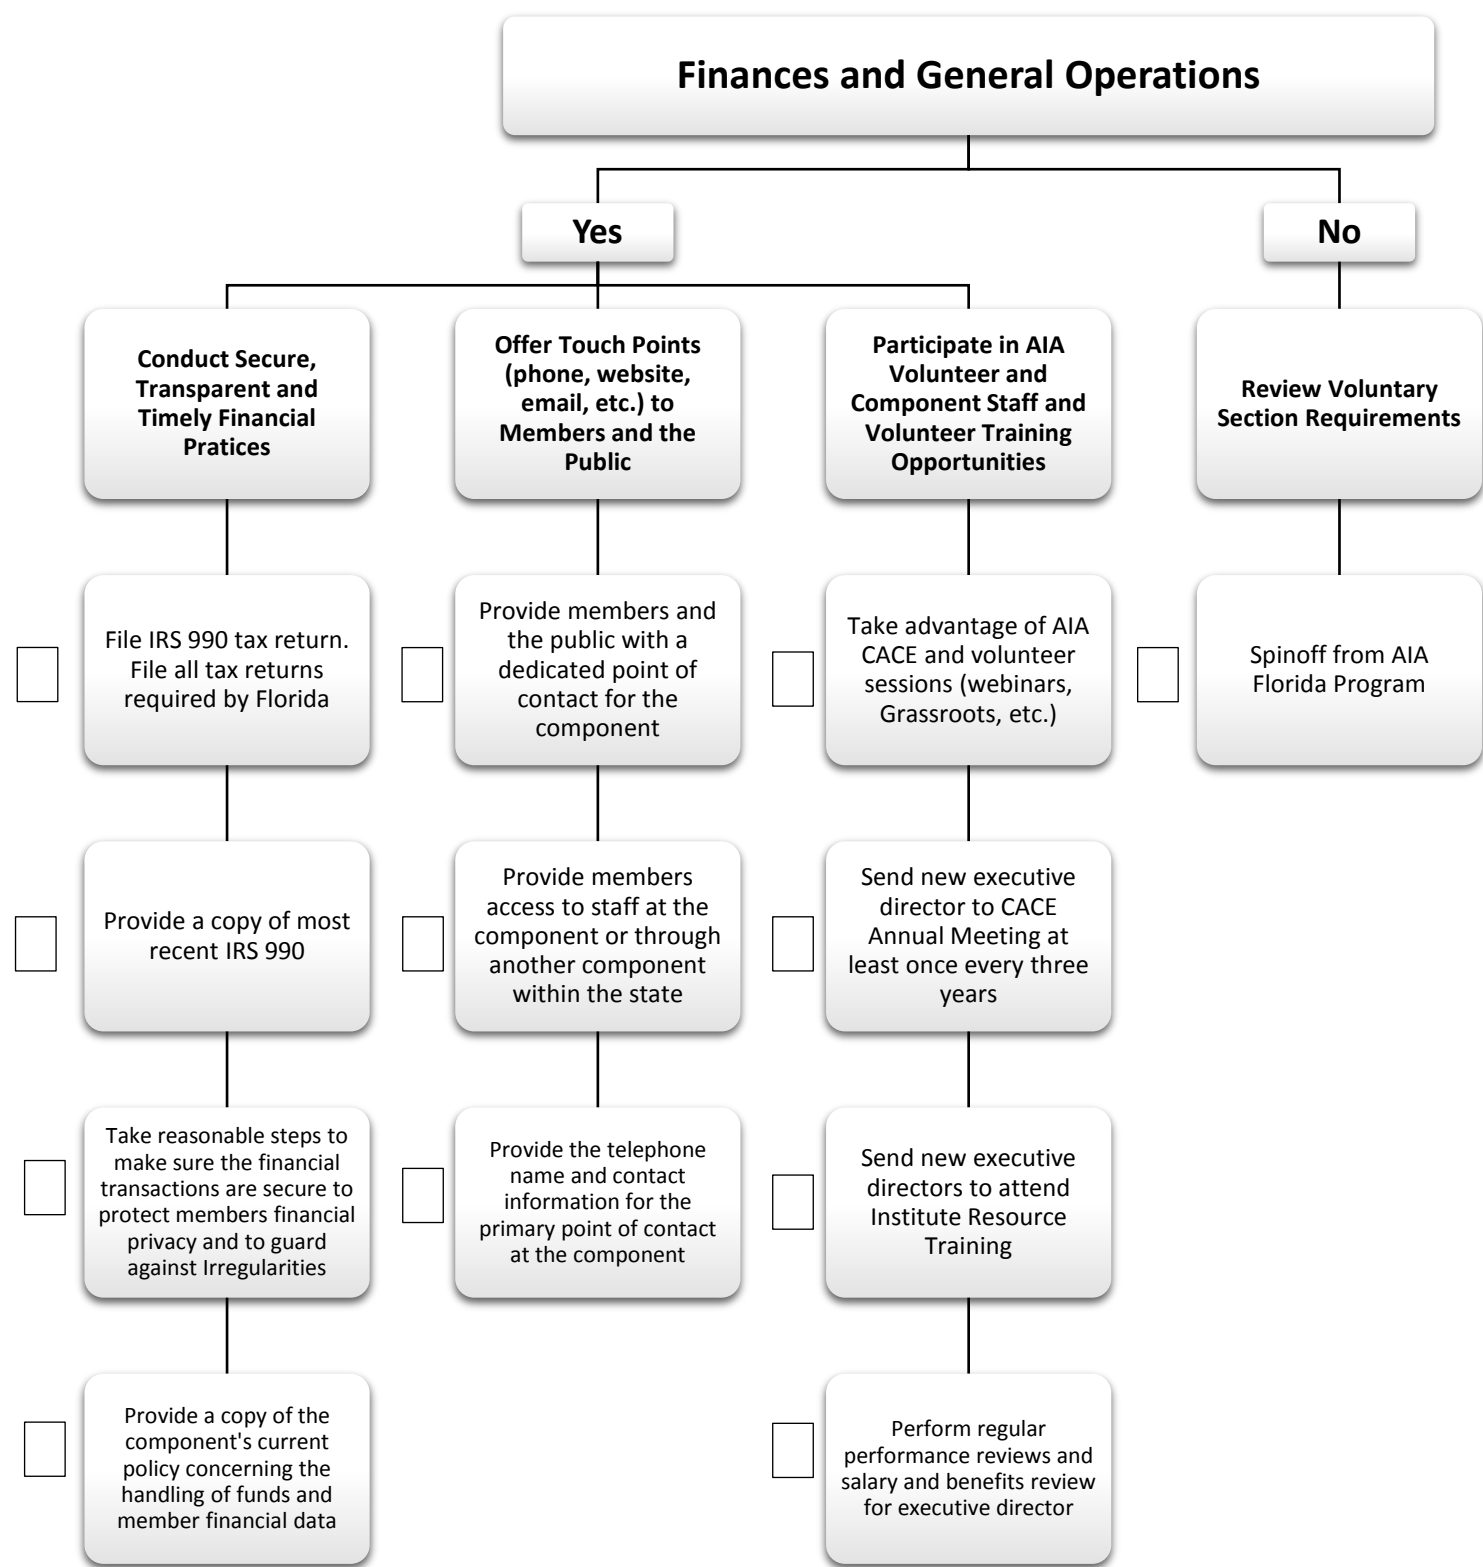 Finances and General Operations
Yes
No
Conduct Secure,
Transparent and
Timely Financial
Pratices
Offer Touch Points
(phone, website,
email, etc.) to
Members and the
Public
Participate in AIA
Volunteer and
Component Staff and
Volunteer Training
Opportunities
Review Voluntary
Section Requirements
File IRS 990 tax return.
File all tax returns
required by Florida
Provide members and
the public with a
dedicated point of
contact for the
component
Take advantage of AIA
CACE and volunteer
sessions (webinars,
Grassroots, etc.)
Spinoff from AIA
Florida Program
Provide a copy of most
recent IRS 990
Provide members
access to staff at the
component or through
another component
within the state
Send new executive
director to CACE
Annual Meeting at
least once every three
years
Take reasonable steps to
make sure the financial
transactions are secure to
protect members financial
privacy and to guard
against Irregularities
Provide the telephone
name and contact
information for the
primary point of contact
at the component
Send new executive
directors to attend
Institute Resource
Training
Provide a copy of the
component's current
policy concerning the
handling of funds and
member financial data
Perform regular
performance reviews and
salary and benefits review
for executive director